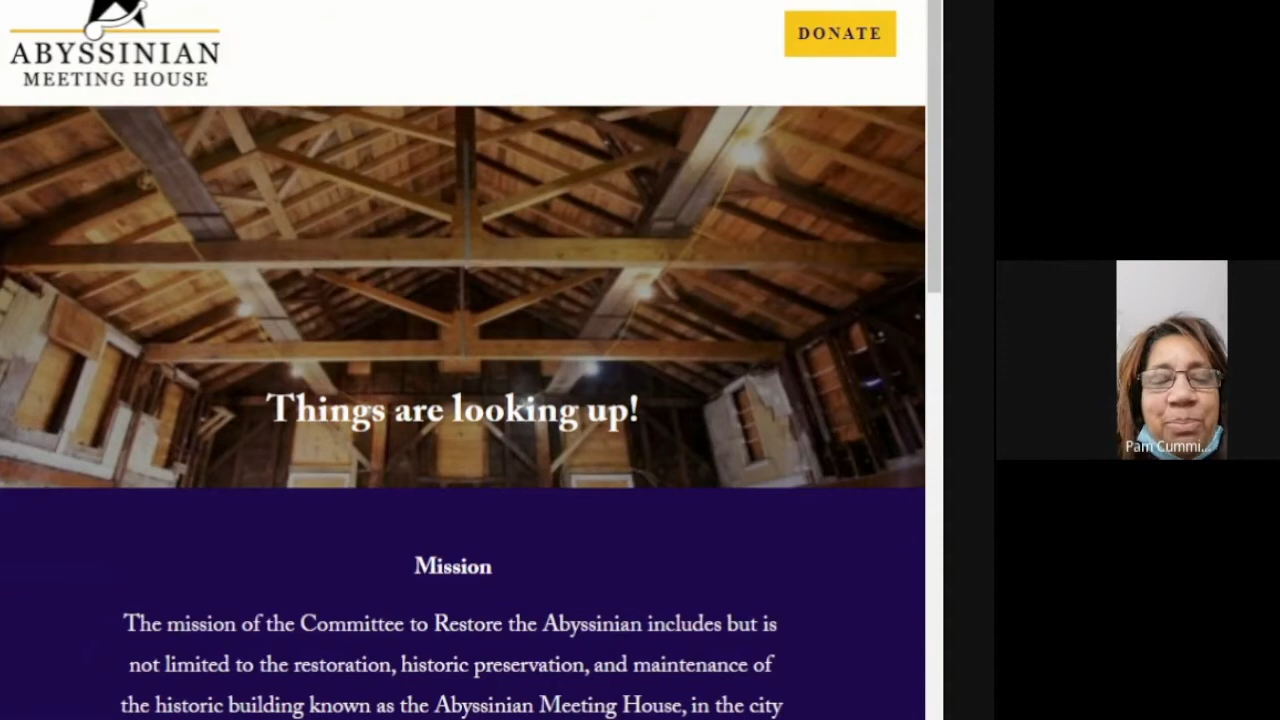 ABYSSINIAN
MEETING HOUSE
DONATE
Things are looking up!
Mission
The mission of the Committee to Restore the Abyssinian includes but is
not limited to the restoration, historic preservation, and maintenance of
the historic building known as the Abyssinian Meeting House, in the city
Pam Cummi...